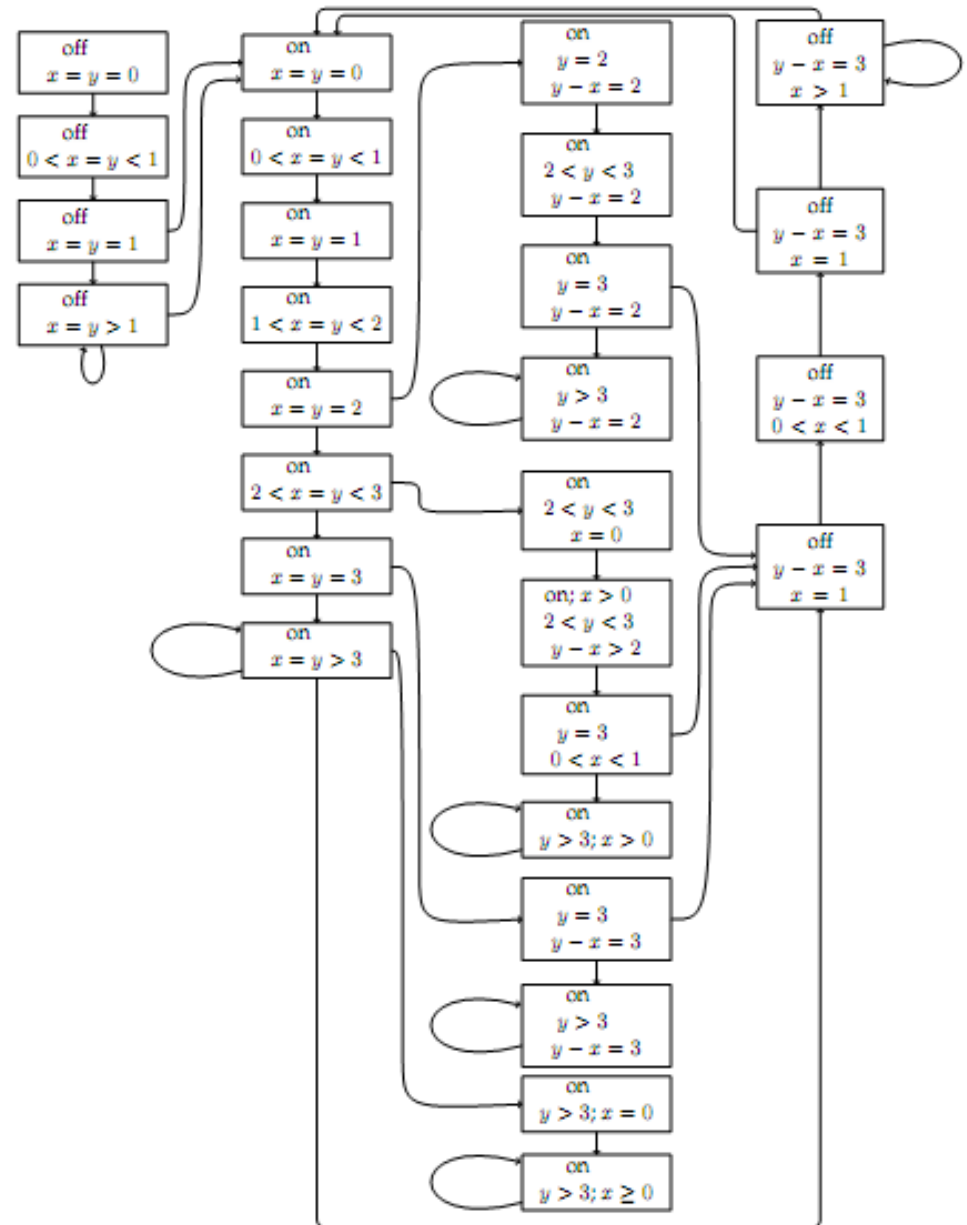 off
x = y = 0
off
0 < x = y < 1
off
x = y = 1
off
x = y > 1
on
x = y = 0
on
0 < x = y < 1
on
x = y = 1
on
1 < x = y < 2
on
x = y = 2
on
2 < x = y < 3
on
x = y = 3
on
x = y > 3
on
y = 2
y − x = 2
on
2 < y < 3
y − x = 2
on
y = 3
y − x = 2
on
y > 3
y − x = 2
on
2 < y < 3
x = 0
on; x > 0
2 < y < 3
y − x > 2
on
y = 3
0 < x < 1
on
y > 3; x > 0
on
y = 3
y − x = 3
on
y > 3
y − x = 3
on
y > 3; x = 0
on
y > 3; x ≥ 0
off
y − x = 3
x > 1
off
y − x = 3
x = 1
off
y − x = 3
0 < x < 1
off
y − x = 3
x = 1